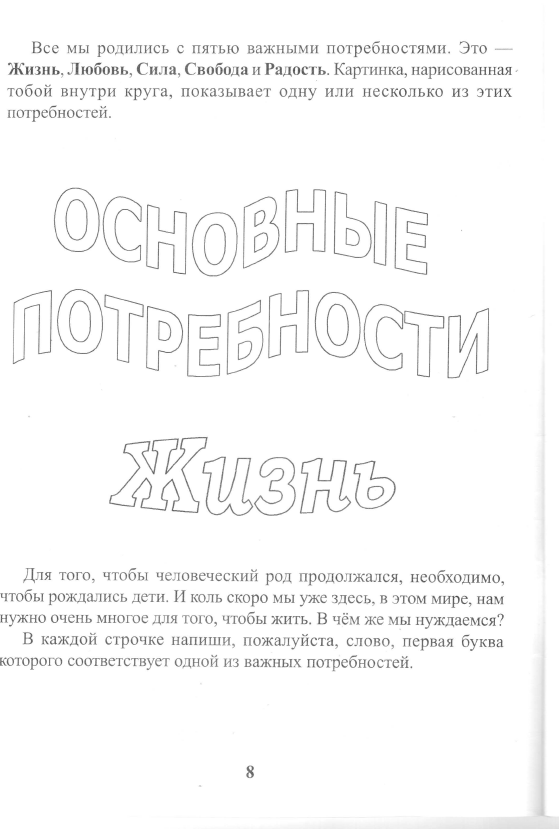 Все мы родились с пятью важными потребностями. Это —
Жизнь, Любовь, Сила, Свобода и Радость. Картинка, нарисованная
тобой внутри круга, показывает одну или несколько из этих
потребностей.
ОСНОВНЫЕ
ПОТРЕБНОСТИ
Жизнь
Для того, чтобы человеческий род продолжался, необходимо,
чтобы рождались дети. И коль скоро мы уже здесь, в этом мире, нам
нужно очень многое для того, чтобы жить. В чём же мы нуждаемся?
В каждой строчке напиши, пожалуйста, слово, первая буква
которого соответствует одной из важных потребностей.
8